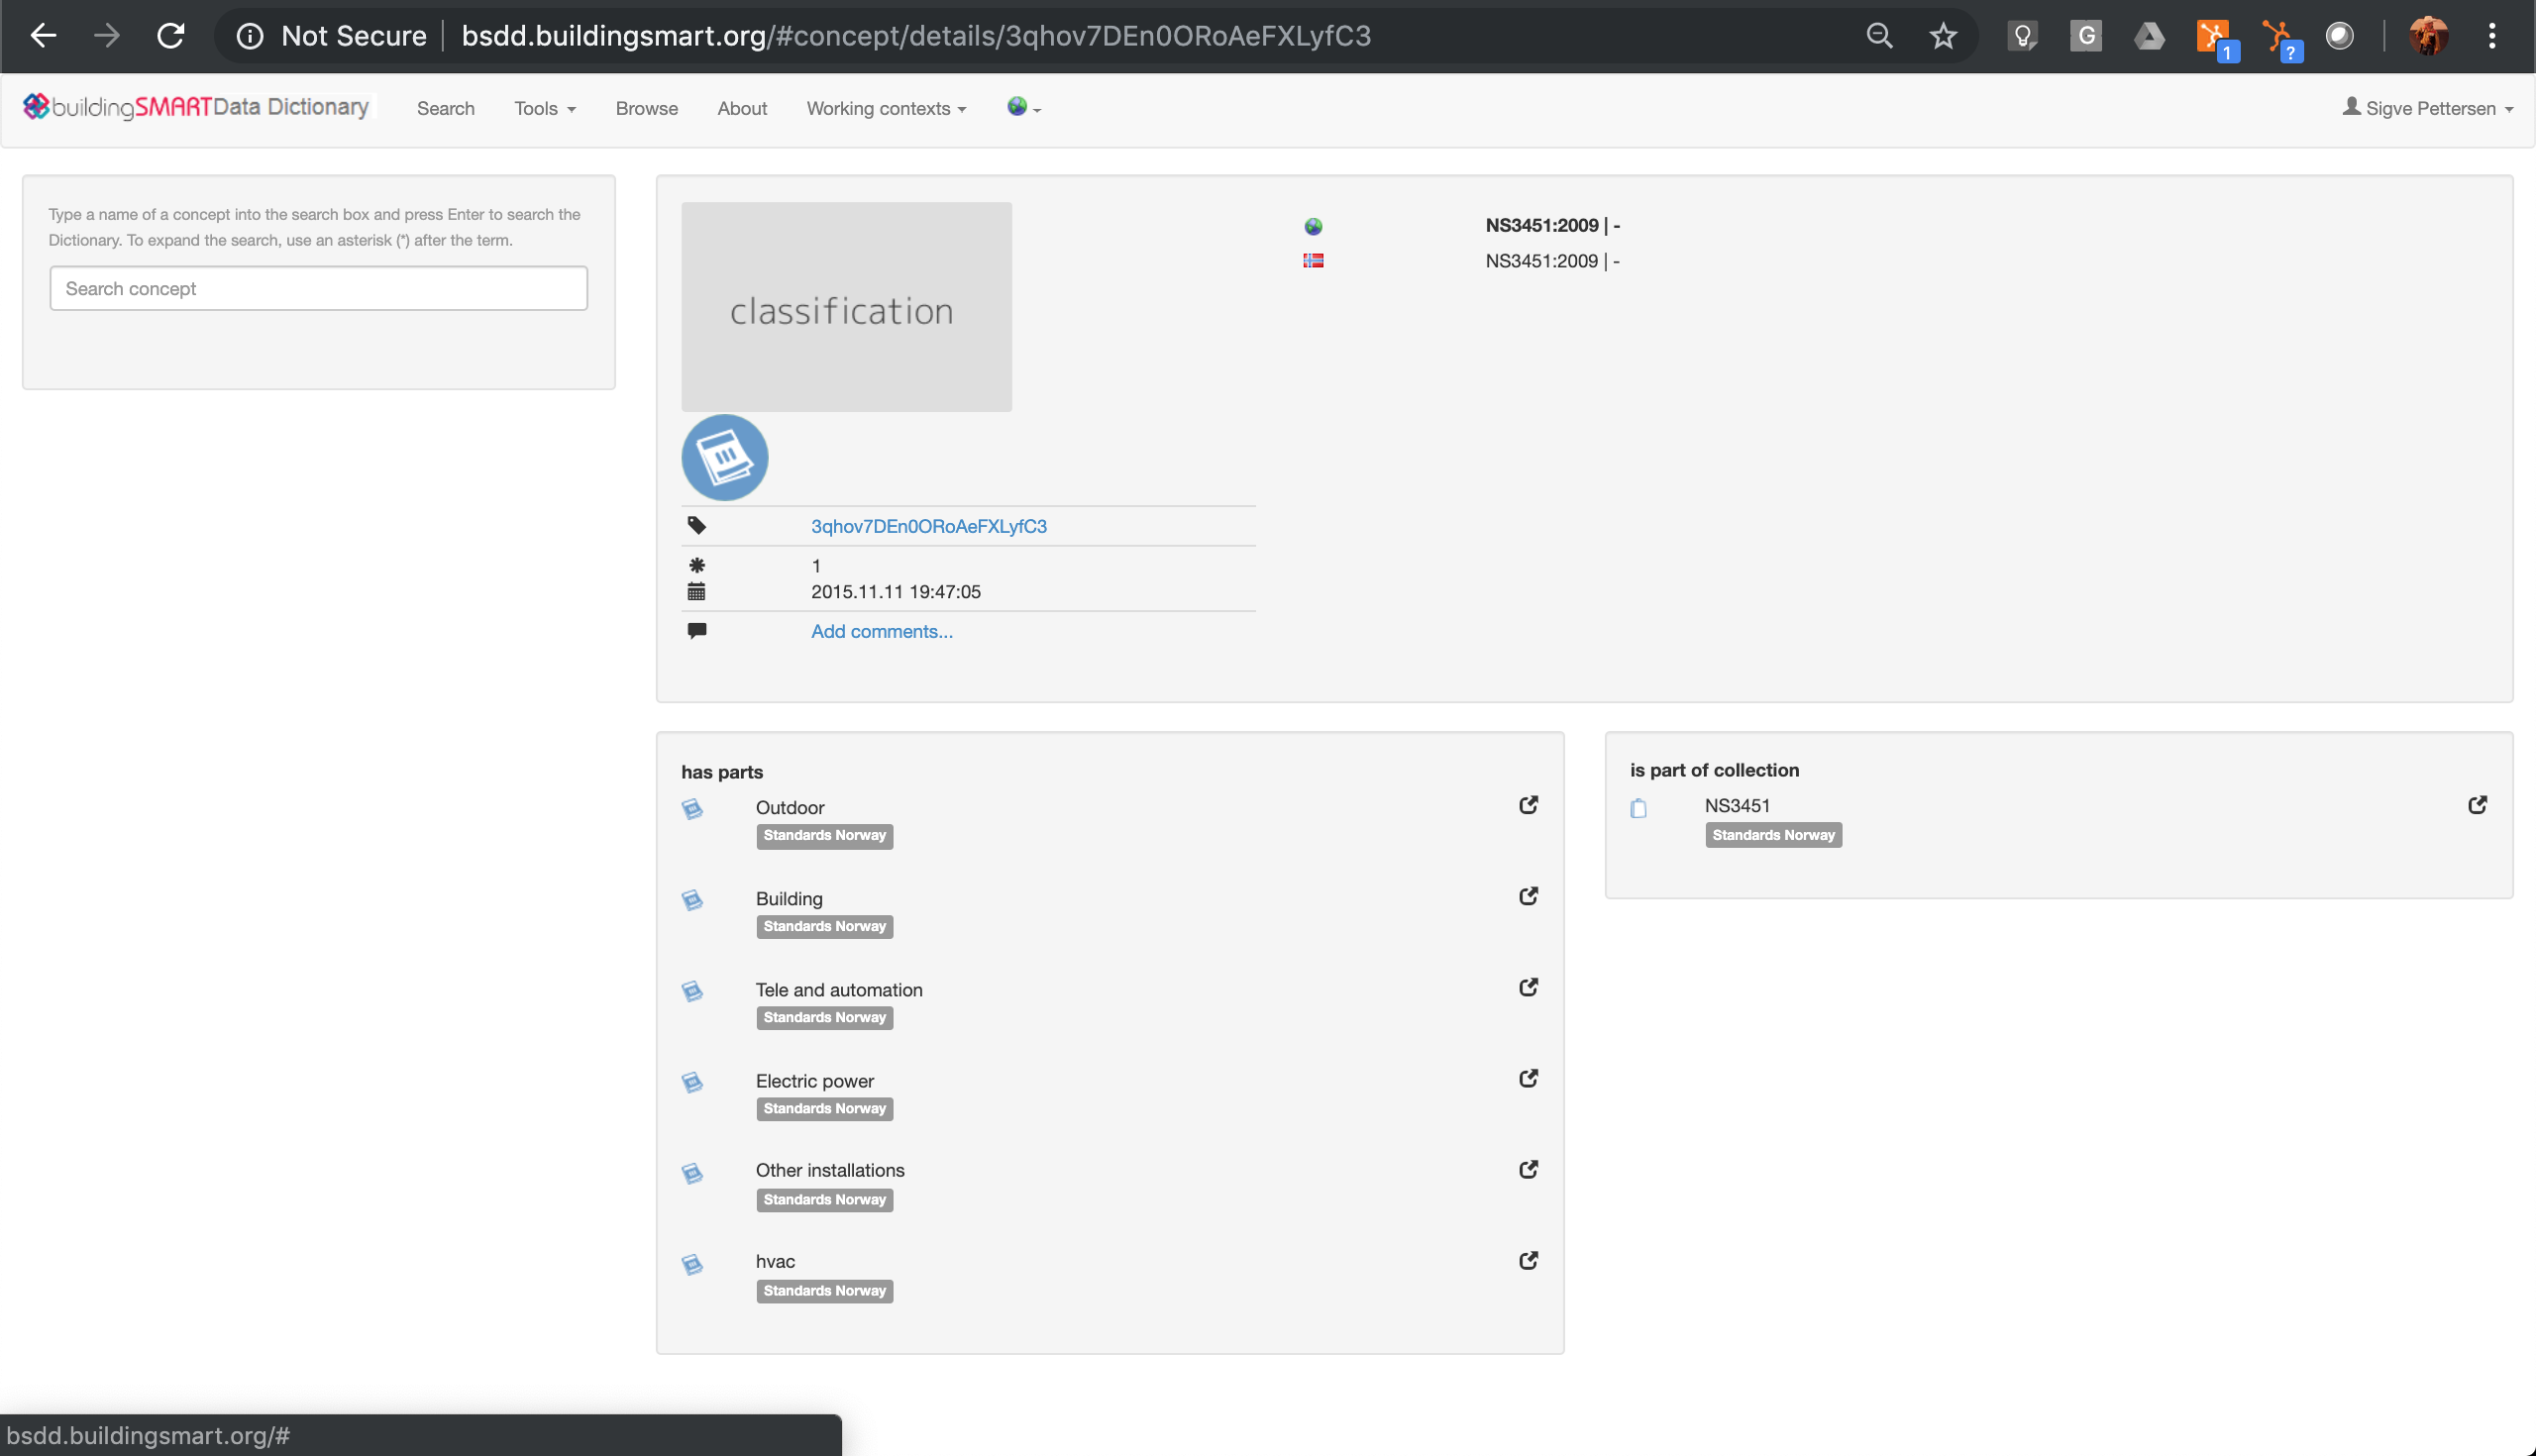 Not Secure
bsdd.buildingsmart.org/#concept/details/3qhov7DEn0ORoAeFXLyfC3
G
1
?
buildingSMART Data Dictionary
Search
Tools
Browse
About
Working contexts
Sigve Pettersen
Type a name of a concept into the search box and press Enter to search the
Dictionary. To expand the search, use an asterisk (*) after the term.
Search concept
classification
NS3451:2009 | -
NS3451:2009 | -
3qhov7DEn0ORoAeFXLyfC3
1
2015.11.11 19:47:05
Add comments...
has parts
Outdoor
Standards Norway
Building
Standards Norway
Tele and automation
Standards Norway
Electric power
Standards Norway
Other installations
Standards Norway
hvac
Standards Norway
is part of collection
NS3451
Standards Norway
bsdd.buildingsmart.org/#